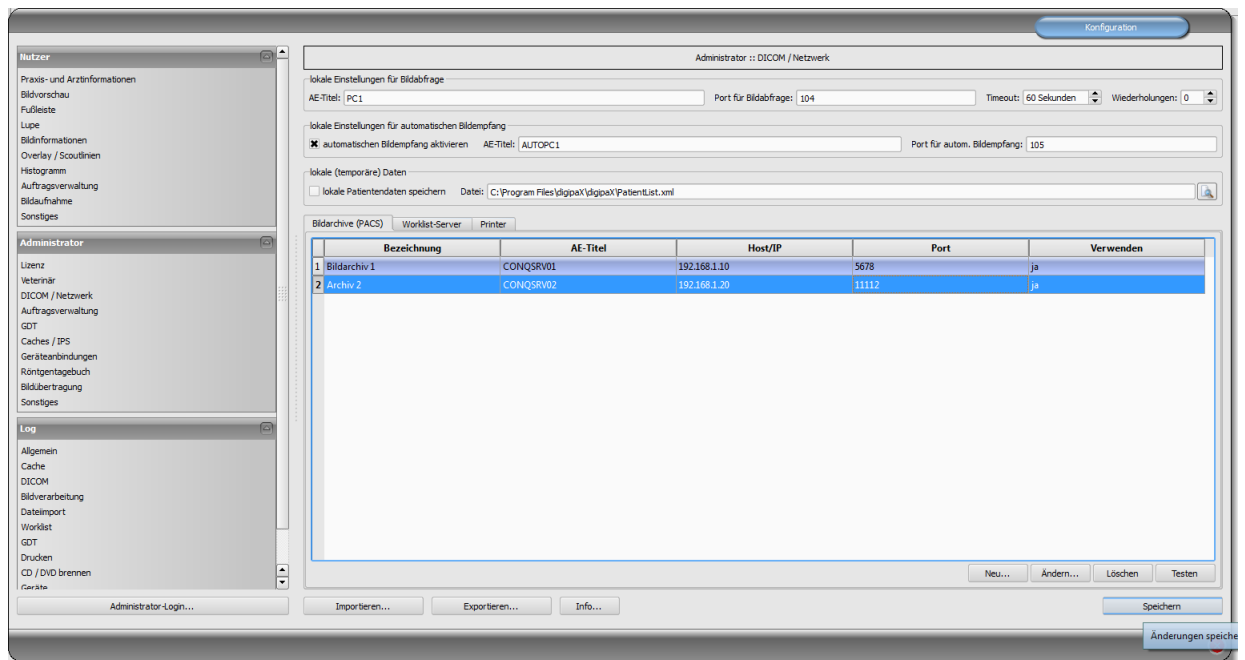 Konfiguration
Nutzer
Praxis- und Arztinformationen
Bildvorschau
Fußleiste
Lupe
Bildinformationen
Overlay / Scoutlinien
Histogramm
Auftragsverwaltung
Bildaufnahme
Sonstiges
Administrator
Lizenz
Veterinär
DICOM / Netzwerk
Auftragsverwaltung
GDT
Caches / IPS
Geräteanbindungen
Röntgentagebuch
Bildübertragung
Sonstiges
Log
Allgemein
Cache
DICOM
Bildverarbeitung
Dateiimport
Worklist
GDT
Drucken
CD / DVD brennen
Geräte
Administrator-Login...
Administrator :: DICOM / Netzwerk
lokale Einstellungen für Bildabfrage
AE-Titel: PC1 Port für Bildabfrage: 104 Timeout: 60 Sekunden Wiederholungen: 0
lokale Einstellungen für automatischen Bildempfang
automatischen Bildempfang aktivieren AE-Titel: AUTOPC1 Port für autom. Bildempfang: 105
lokale (temporäre) Daten
lokale Patientendaten speichern Datei: C:\Program Files\digipaX\digipaX\PatientList.xml
Bildarchive (PACS) Worklist-Server Printer
Bezeichnung AE-Titel Host/IP Port Verwenden
1 Bildarchiv 1 CONQSRV01 192.168.1.10 5678 ja
2 Archiv 2 CONQSRV02 192.168.1.20 11112 ja
Neu... Ändern... Löschen Testen
Importieren... Exportieren... Info... Speichern
Änderungen speiche